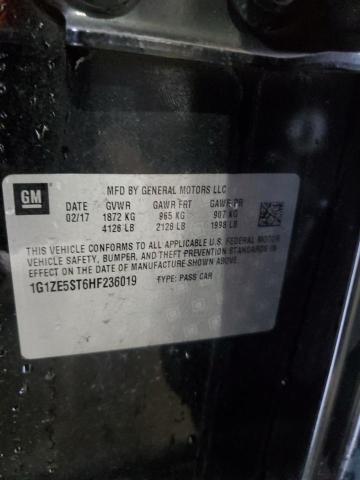 GM
MFD BY GENERAL MOTORS LLC
DATE GVWR GAWR FRT GAWR RR
02/17 1872 KG 965 KG 907 KG
4126 LB 2128 LB 1998 LB
THIS VEHICLE CONFORMS TO ALL APPLICABLE U.S. FEDERAL MOTOR
VEHICLE SAFETY, BUMPER, AND THEFT PREVENTION STANDARDS IN
EFFECT ON THE DATE OF MANUFACTURE SHOWN ABOVE.
1G1ZE5ST6HF236019 TYPE: PASS CAR